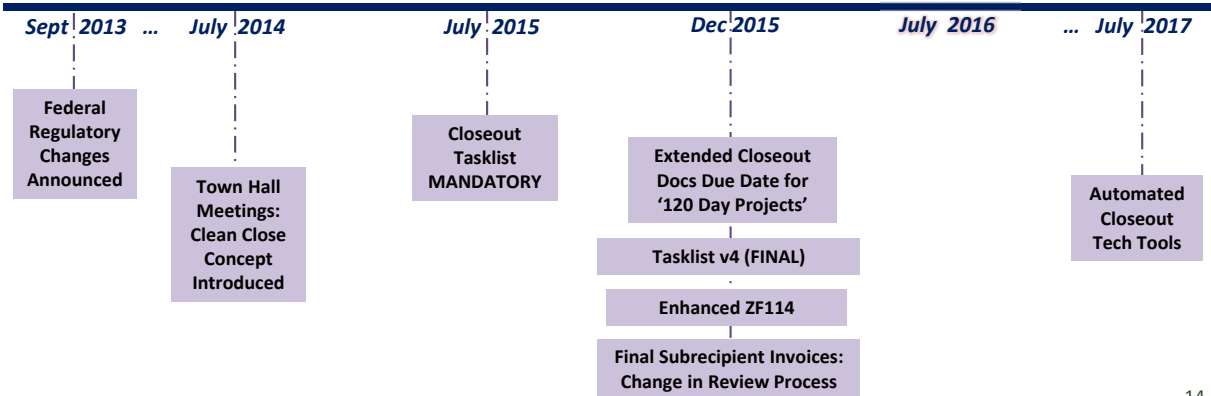 Sept 2013 ... July 2014 July 2015 Dec 2015 July 2016 ... July 2017
Federal
Regulatory
Changes
Announced
Town Hall
Meetings:
Clean Close
Concept
Introduced
Closeout
Tasklist
MANDATORY
Extended Closeout
Docs Due Date for
‘120 Day Projects’
Tasklist v4 (FINAL)
Enhanced ZF114
Final Subrecipient Invoices:
Change in Review Process
Automated
Closeout
Tech Tools
14